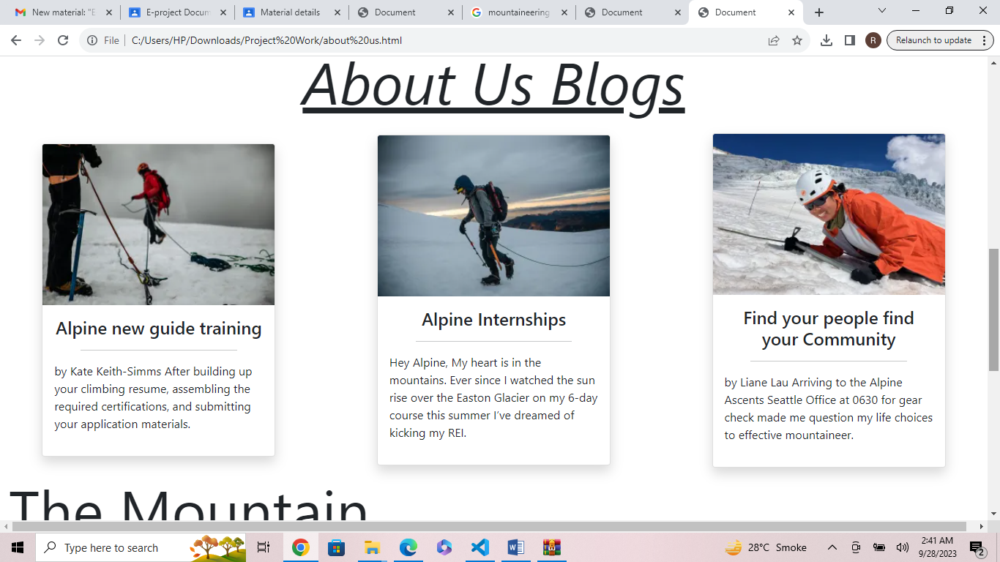 New material: "E
E-project Docum
Material details
Document
mountaineering
Document
Document
File
C:/Users/HP/Downloads/Project%20Work/about%20us.html
R
Relaunch to update
About Us Blogs
Alpine new guide training
by Kate Keith-Simms After building up
your climbing resume, assembling the
required certifications, and submitting
your application materials.
Alpine Internships
Hey Alpine, My heart is in the
mountains. Ever since I watched the sun
rise over the Easton Glacier on my 6-day
course this summer I've dreamed of
kicking my REI.
Find your people find
your Community
by Liane Lau Arriving to the Alpine
Ascents Seattle Office at 0630 for gear
check made me question my life choices
to effective mountaineer.
The Mountain
Type here to search
28°C Smoke
2:41 AM
9/28/2023
2